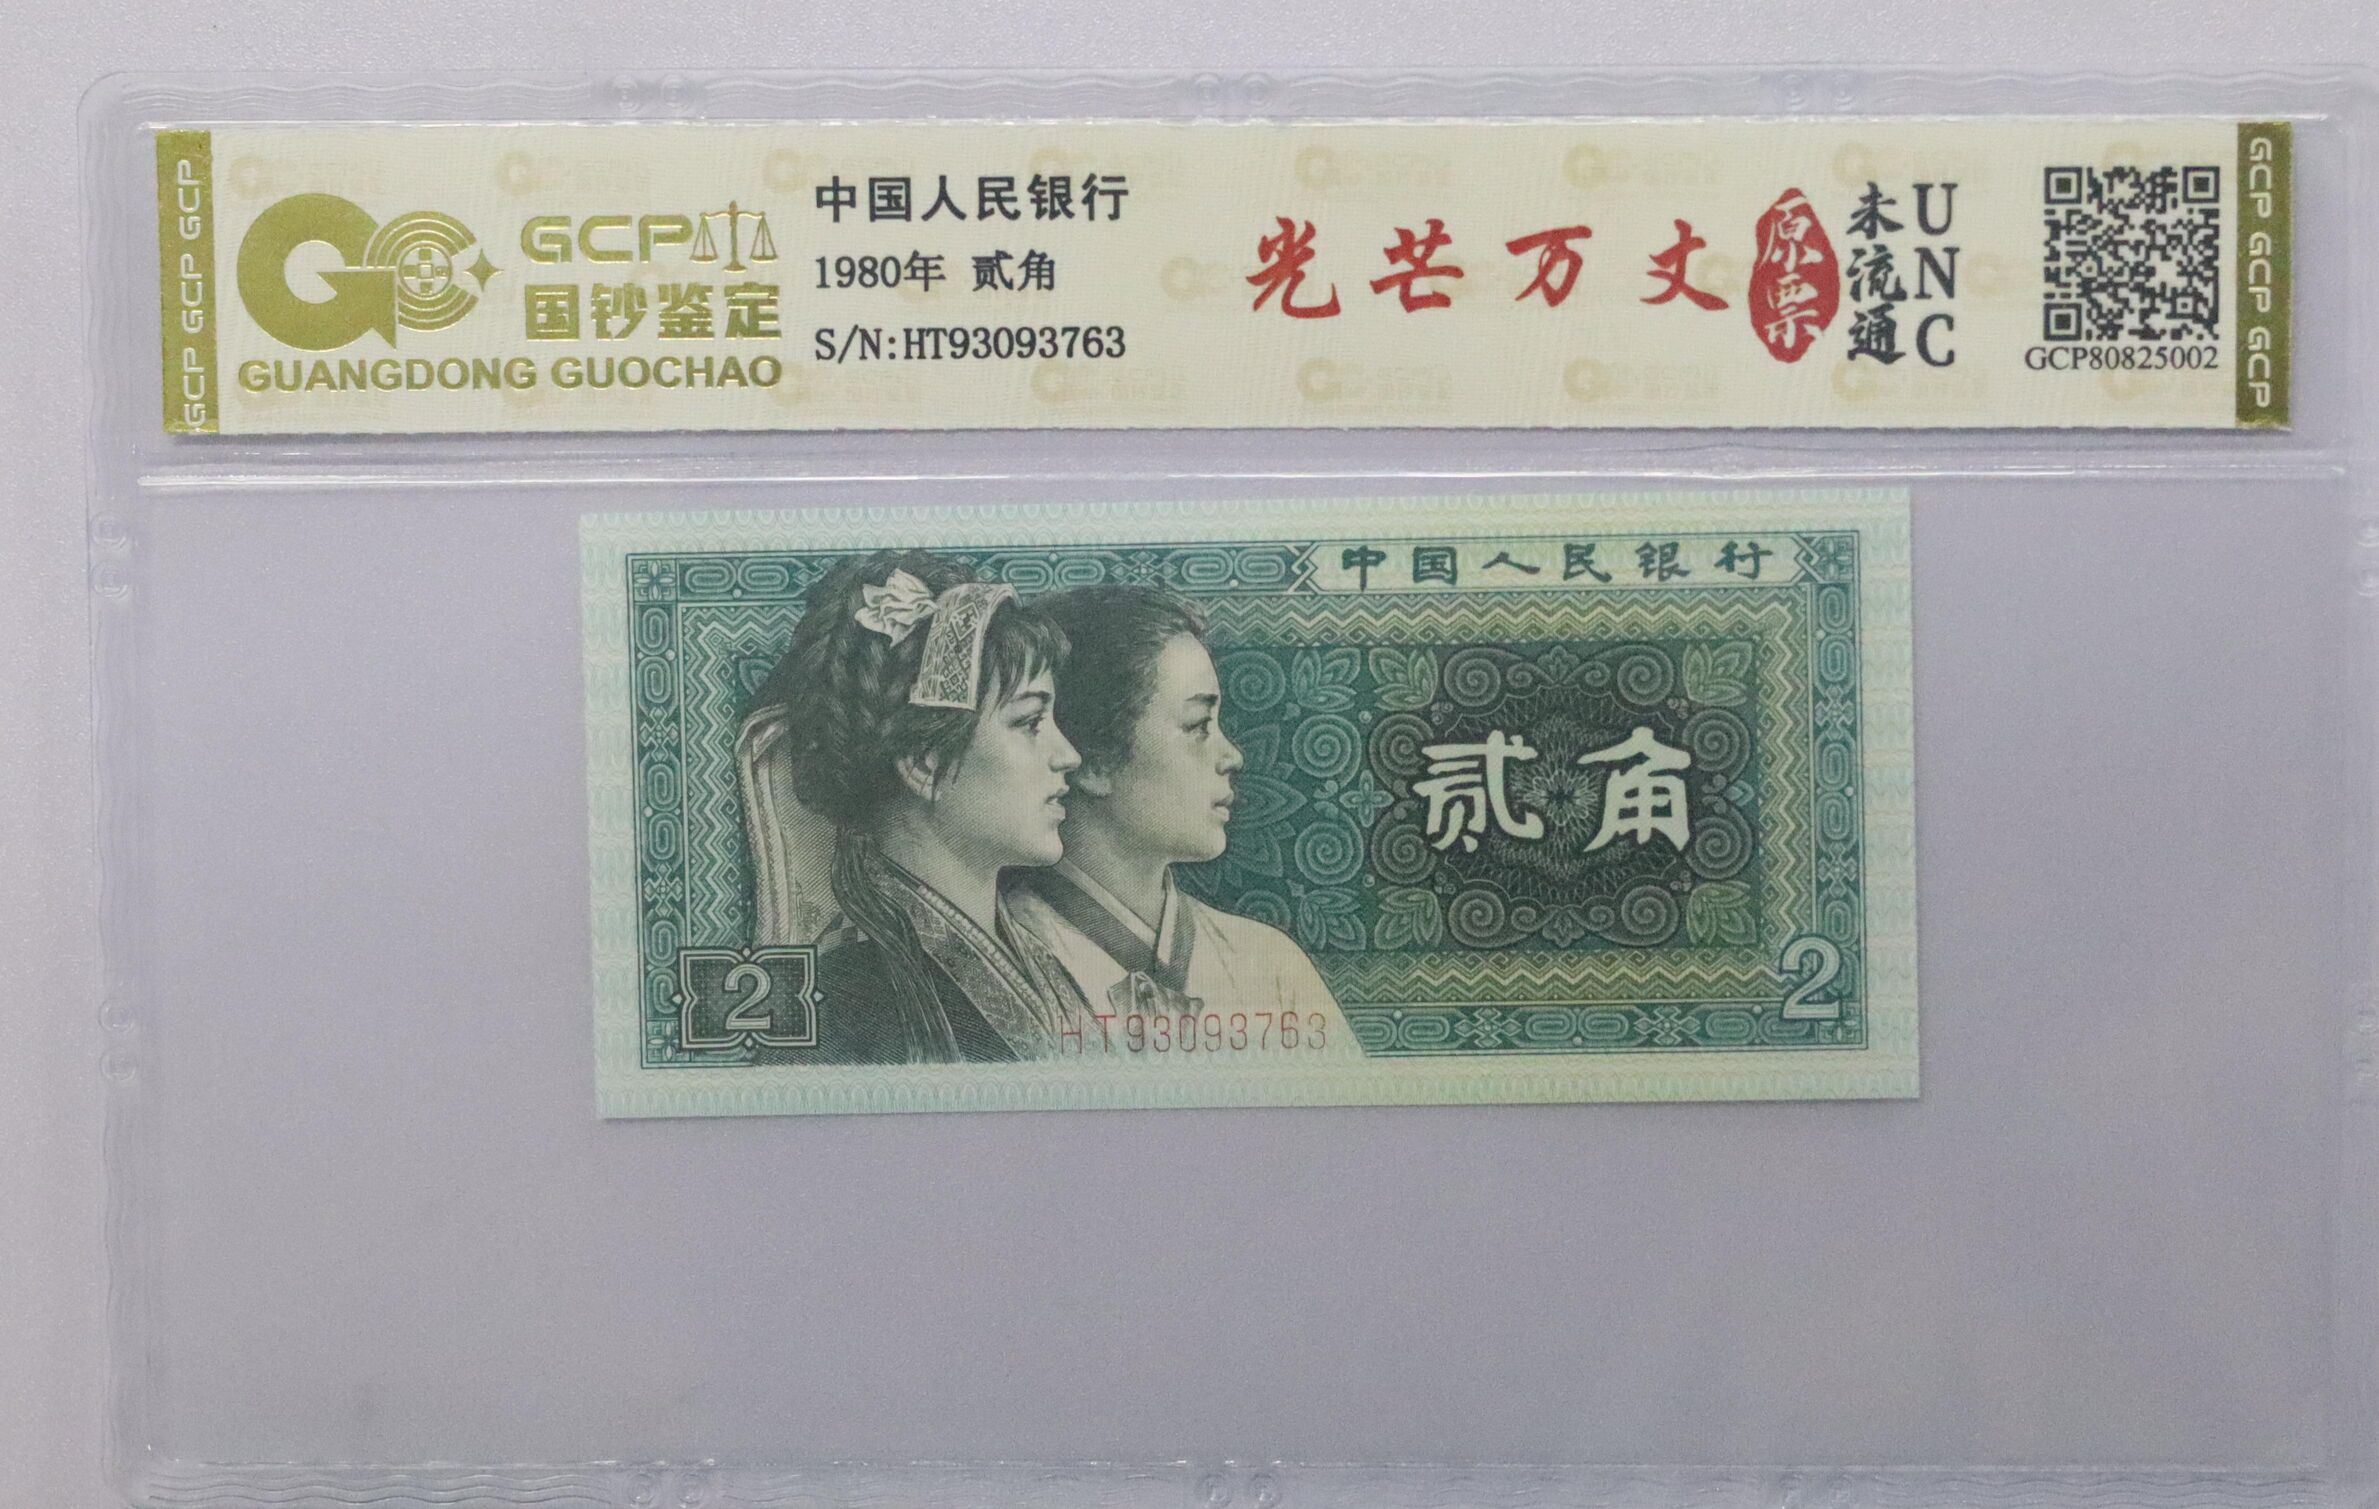 GCP GCP GCP
GCP
国钞鉴定
GUANGDONG GUOCHAO
中国人民银行
1980年 贰角
S/N:HT93093763
光芒万丈
原票
未流通
UNC
GCP80825002
GCP GCP GCP
中国人民银行
贰角
2
2
HT93093763